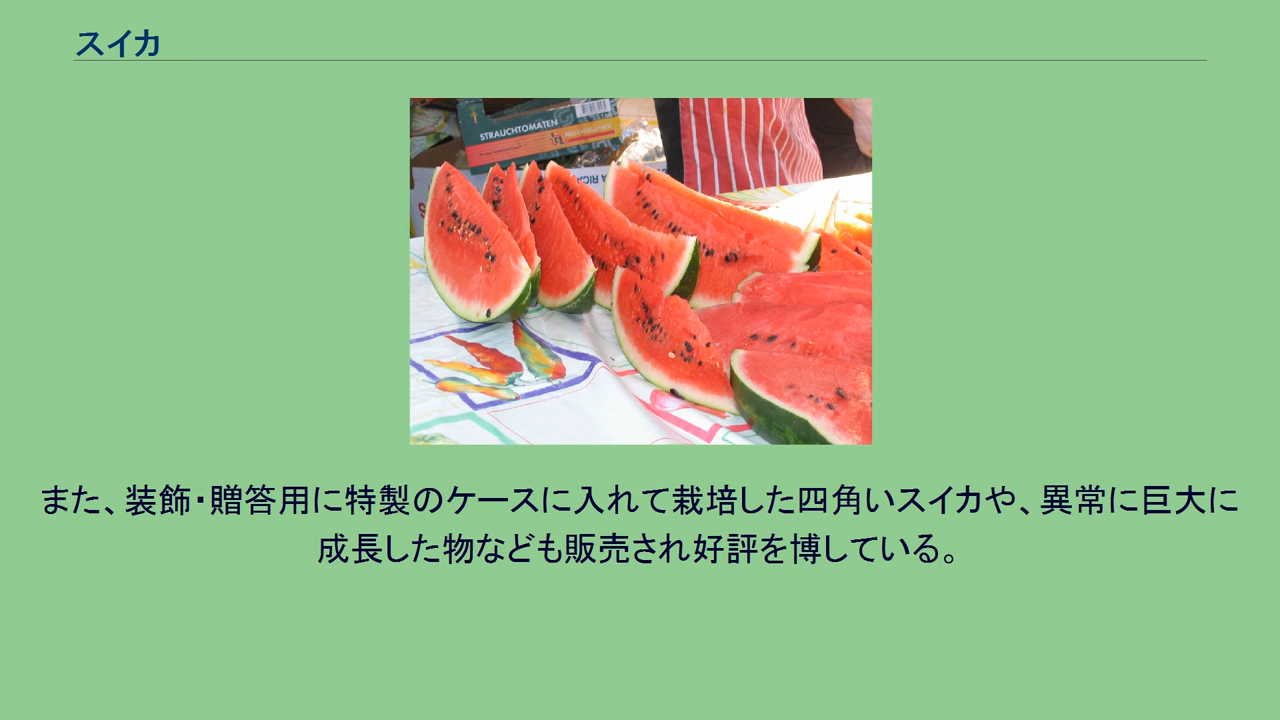 スイカ
STRAUCHTOMATEN
また、装飾・贈答用に特製のケースに入れて栽培した四角いスイカや、異常に巨大に
成長した物なども販売され好評を博している。